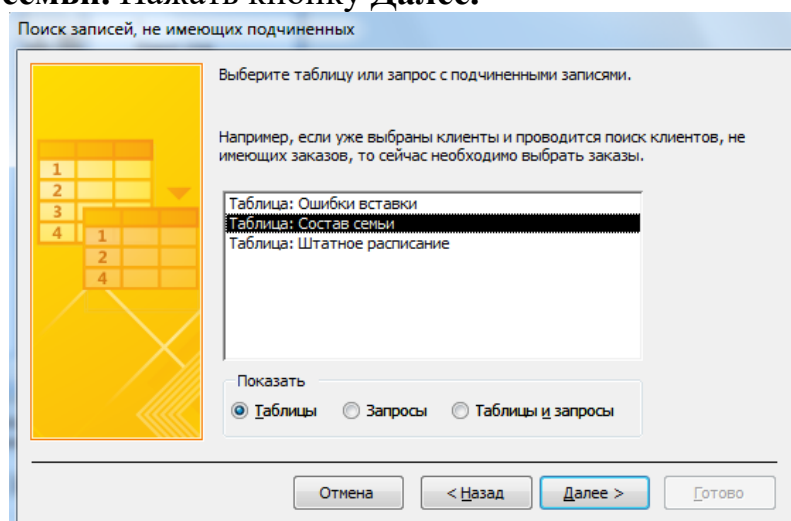 семьи. Нажать кнопку Далее.
Поиск записей, не имеющих подчиненных
Выберите таблицу или запрос с подчиненными записями.
Например, если уже выбраны клиенты и проводится поиск клиентов, не
имеющих заказов, то сейчас необходимо выбрать заказы.
1
2
3
4
1
2
4
Таблица: Ошибки вставки
Таблица: Состав семьи
Таблица: Штатное расписание
Показать
Таблицы Запросы Таблицы и запросы
Отмена < Назад Далее > Готово